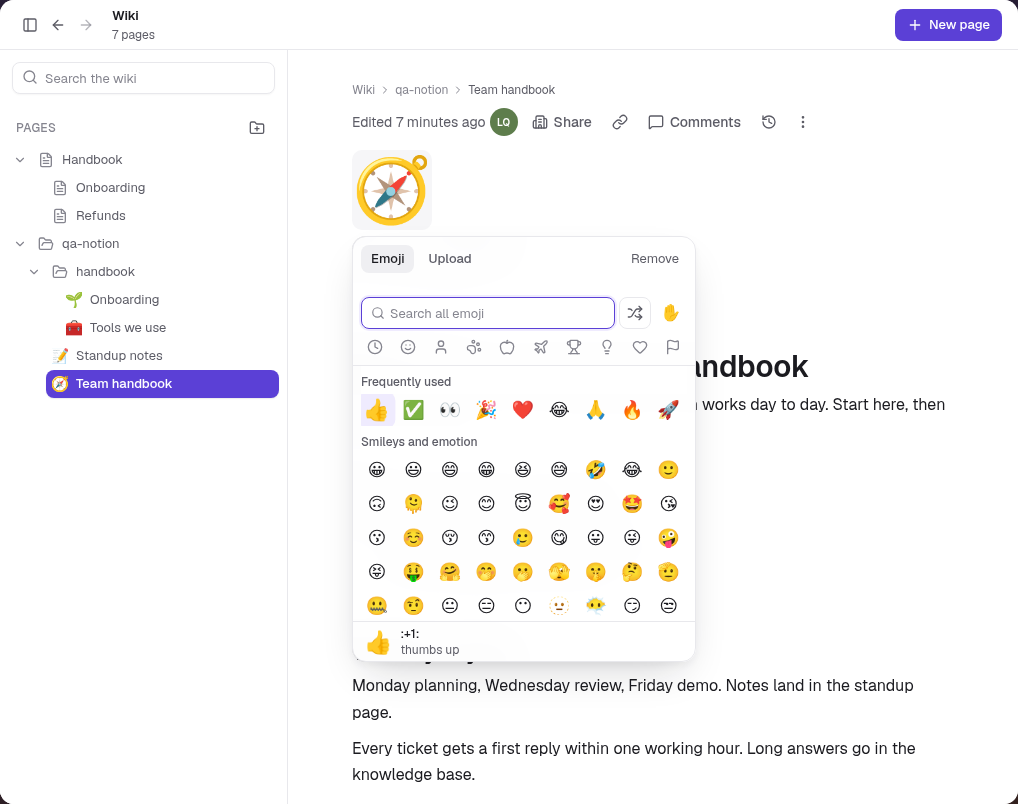 Wiki
7 pages
New page
Search the wiki
PAGES
Handbook
Onboarding
Refunds
qa-notion
handbook
Onboarding
Tools we use
Standup notes
Team handbook
Wiki > qa-notion > Team handbook
Edited 7 minutes ago LQ Share Comments
Emoji Upload Remove
Search all emoji
andbook
works day to day. Start here, then
Frequently used
Smileys and emotion
:+1:
thumbs up
Monday planning, Wednesday review, Friday demo. Notes land in the standup
page.
Every ticket gets a first reply within one working hour. Long answers go in the
knowledge base.